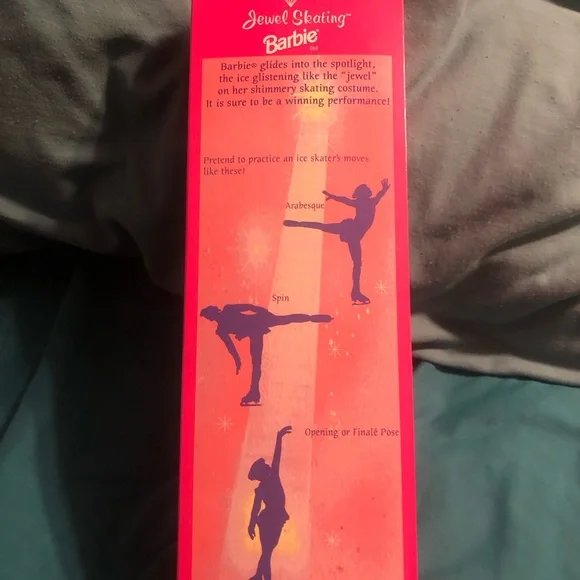 Jewel Skating™
Barbie®
Barbie® glides into the spotlight,
the ice glistening like the "jewel"
on her shimmery skating costume.
It is sure to be a winning performance!
Pretend to practice an ice skater's moves
like these!
Arabesque
Spin
Opening or Finalé Pose